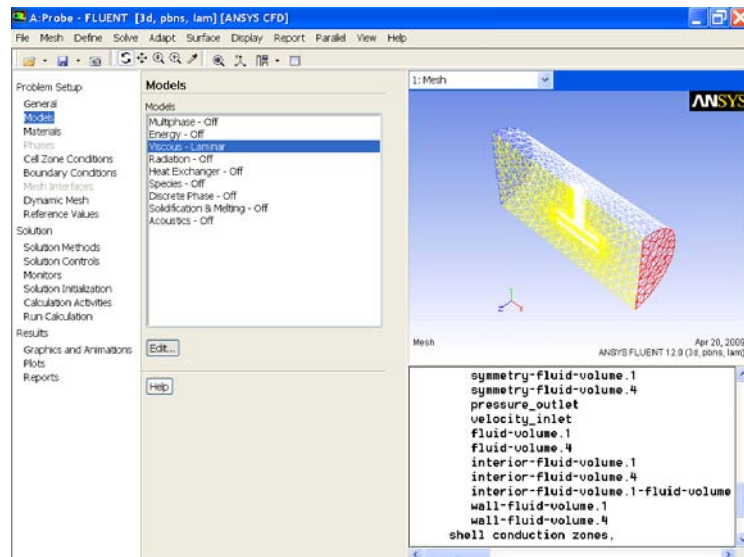 A:Probe - FLUENT [3d, pbns, lam] [ANSYS CFD]
File Mesh Define Solve Adapt Surface Display Report Parallel View Help
Problem Setup
General
Models
Materials
Phases
Cell Zone Conditions
Boundary Conditions
Mesh Interfaces
Dynamic Mesh
Reference Values
Solution
Solution Methods
Solution Controls
Monitors
Solution Initialization
Calculation Activities
Run Calculation
Results
Graphics and Animations
Plots
Reports
Models
Models
Multiphase - Off
Energy - Off
Viscous - Laminar
Radiation - Off
Heat Exchanger - Off
Species - Off
Discrete Phase - Off
Solidification & Melting - Off
Acoustics - Off
Edit...
Help
1: Mesh
ANSYS
Y
X
Z
Mesh
Apr 20, 2009
ANSYS FLUENT 12.0 (3d, pbns, lam)
symmetry-fluid-volume.1
symmetry-fluid-volume.4
pressure_outlet
velocity_inlet
fluid-volume.1
fluid-volume.4
interior-fluid-volume.1
interior-fluid-volume.4
interior-fluid-volume.1-fluid-volume
wall-fluid-volume.1
wall-fluid-volume.4
shell conduction zones,